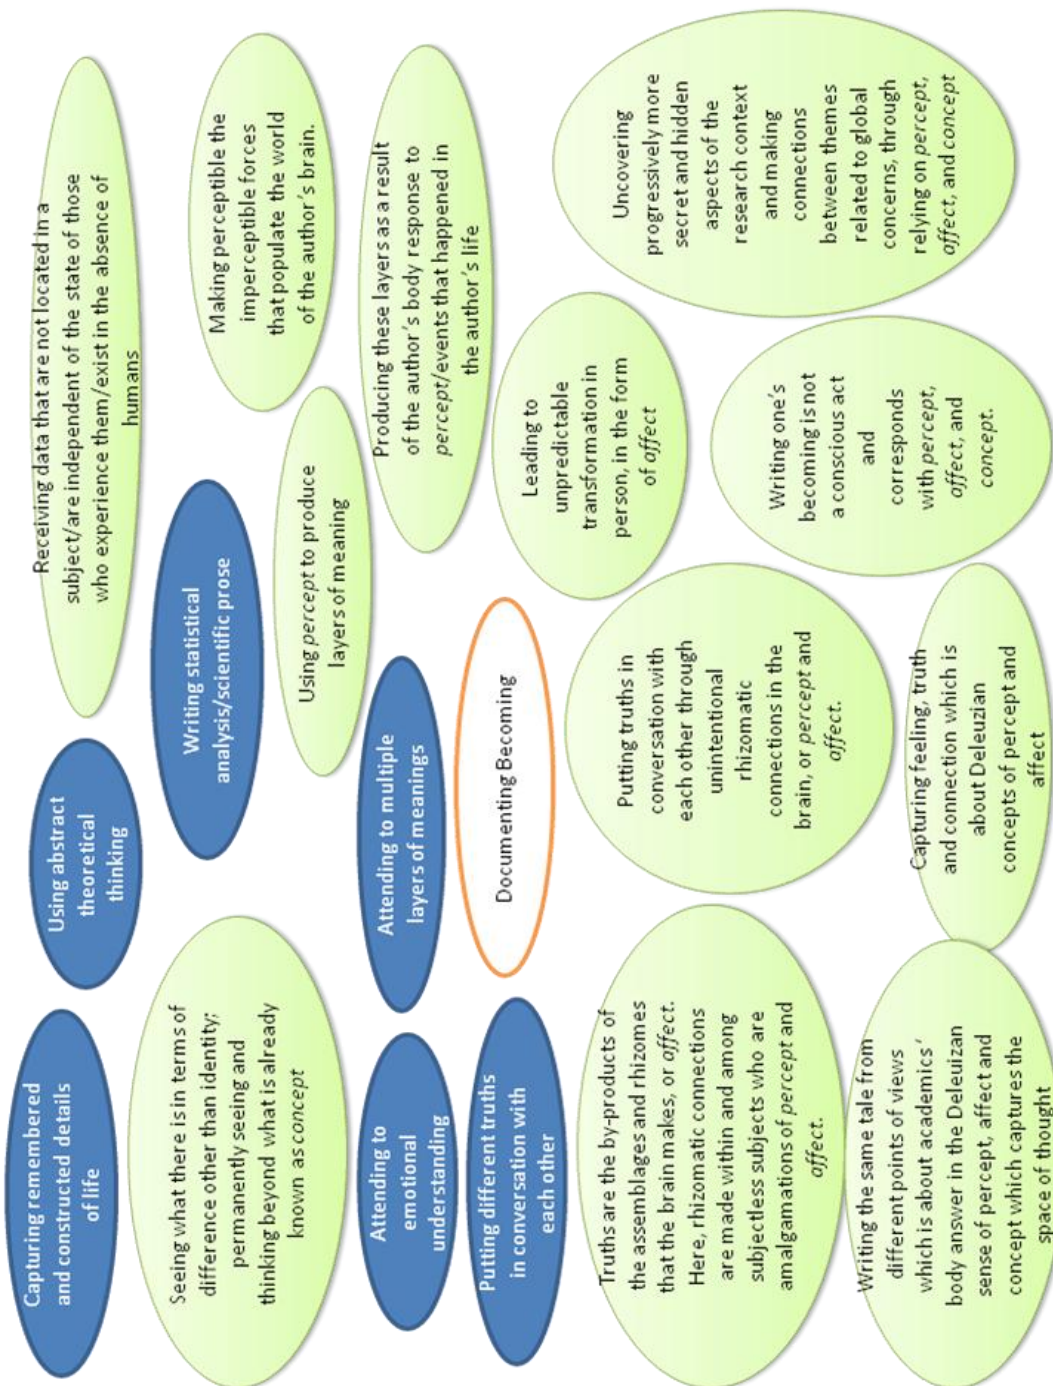 Capturing remembered
and constructed details
of life
Using abstract
theoretical
thinking
Receiving data that are not located in a
subject/are independent of the state of those
who experience them/exist in the absence of
humans
Seeing what there is in terms of
difference other than identity;
permanently seeing and
thinking beyond what is already
known as concept
Writing statistical
analysis/scientific prose
Making perceptible the
imperceptible forces
that populate the world
of the author's brain.
Using percept to produce
layers of meaning
Attending to
emotional
understanding
Attending to multiple
layers of meanings
Producing these layers as a result
of the author's body response to
percept/events that happened in
the author's life
Putting different truths
in conversation with
each other
Documenting Becoming
Leading to
unpredictable
transformation in
person, in the form
of affect
Truths are the by-products of
the assemblages and rhizomes
that the brain makes, or affect.
Here, rhizomatic connections
are made within and among
subjectless subjects who are
amalgamations of percept and
affect.
Putting truths in
conversation with
each other through
unintentional
rhizomatic
connections in the
brain, or percept and
affect.
Uncovering
progressively more
secret and hidden
aspects of the
research context
and making
connections
between themes
related to global
concerns, through
relying on percept,
affect, and concept
Writing one's
becoming is not
a conscious act
and
corresponds
with percept,
affect, and
concept.
Writing the same tale from
different points of views
which is about academics'
body answer in the Deleuizan
sense of percept, affect and
concept which captures the
space of thought
Capturing feeling, truth
and connection which is
about Deleuzian
concepts of percept and
affect